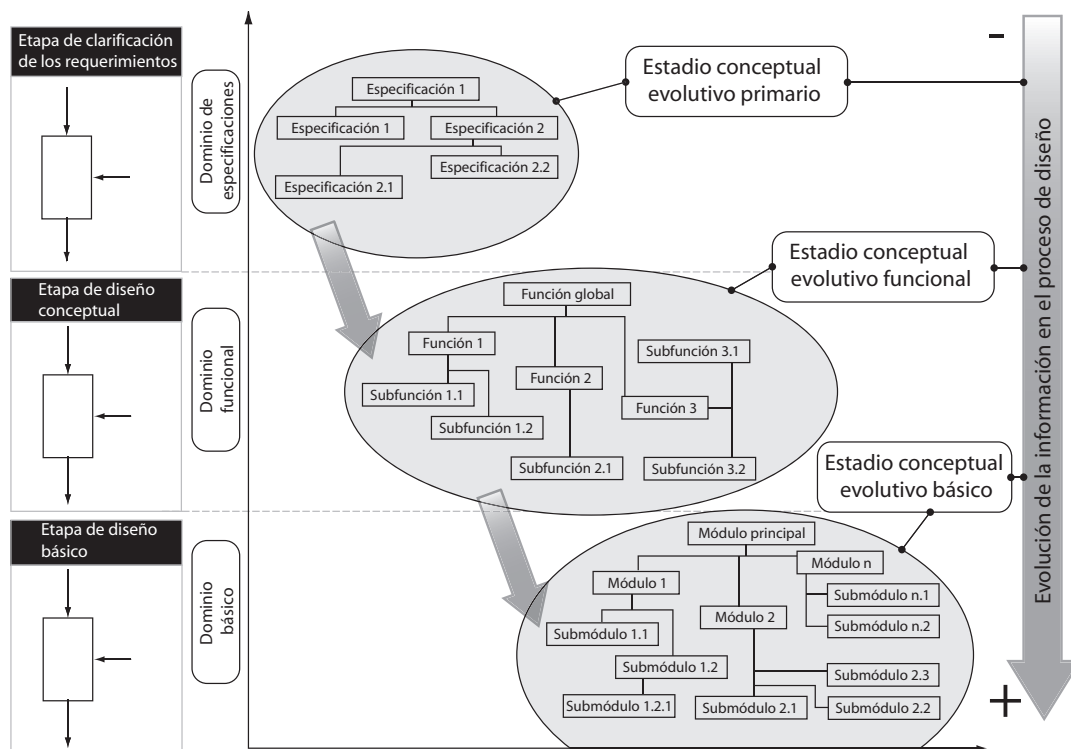 Etapa de clarificación
de los requerimientos
Dominio de
especificaciones
Especificación 1
Especificación 1
Especificación 2
Especificación 2.2
Especificación 2.1
Estadio conceptual
evolutivo primario
-
Evolución de la información en el proceso de diseño
Etapa de diseño
conceptual
Dominio
funcional
Función global
Función 1
Subfunción 3.1
Función 2
Subfunción 1.1
Función 3
Subfunción 1.2
Subfunción 2.1
Subfunción 3.2
Estadio conceptual
evolutivo funcional
Estadio conceptual
evolutivo básico
Etapa de diseño
básico
Dominio
básico
Módulo principal
Módulo n
Módulo 1
Submódulo n.1
Módulo 2
Submódulo n.2
Submódulo 1.1
Submódulo 1.2
Submódulo 2.3
Submódulo 1.2.1
Submódulo 2.1
Submódulo 2.2
+